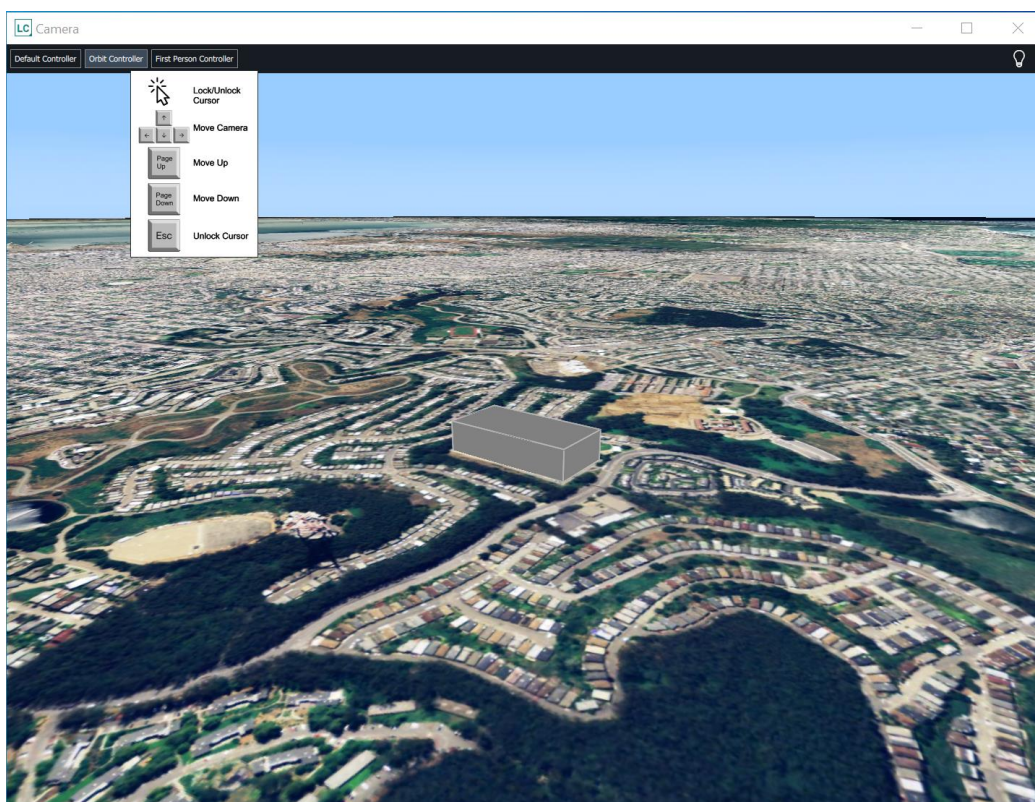 LC Camera
Default Controller
Orbit Controller
First Person Controller
Lock/Unlock
Cursor
↑
← ↓ →
Move Camera
Page
Up
Move Up
Page
Down
Move Down
Esc
Unlock Cursor